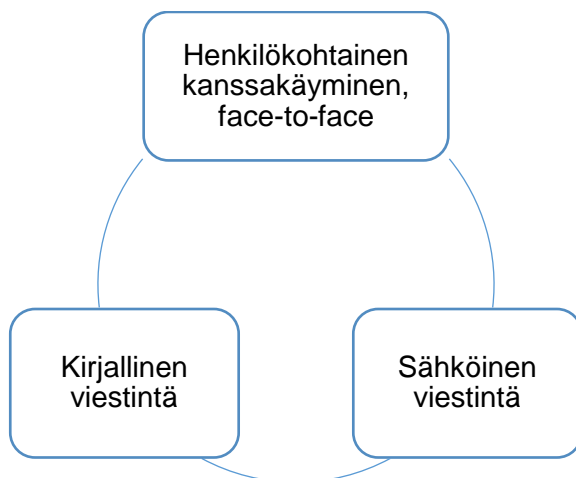 Henkilökohtainen
kanssakäyminen,
face-to-face
Kirjallinen
viestintä
Sähköinen
viestintä